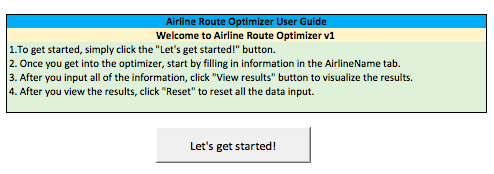 Airline Route Optimizer User Guide
Welcome to Airline Route Optimizer v1
1.To get started, simply click the "Let's get started!" button.
2. Once you get into the optimizer, start by filling in information in the AirlineName tab.
3. After you input all of the information, click "View results" button to visualize the results.
4. After you view the results, click "Reset" to reset all the data input.
Let's get started!